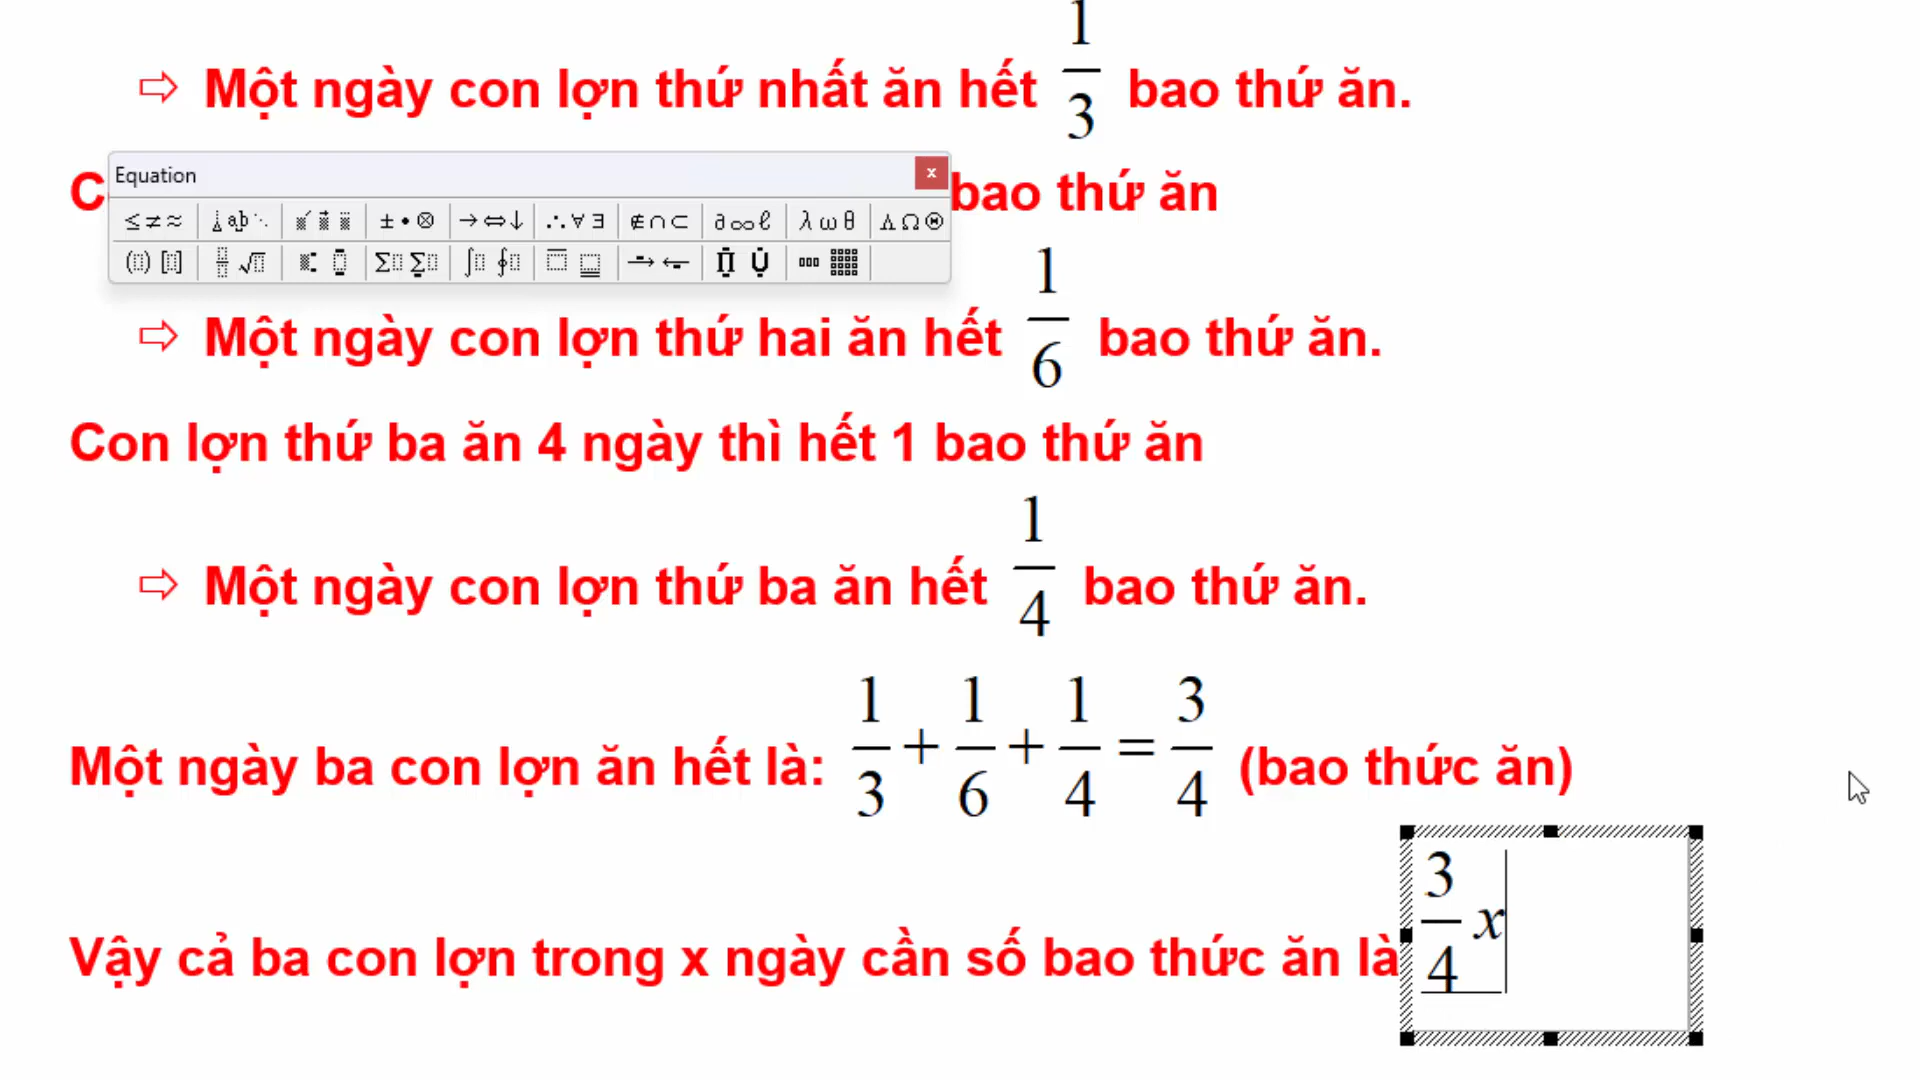 ⇨ Một ngày con lợn thứ nhất ăn hết 1/3 bao thứ ăn.
C
Equation
x
bao thứ ăn
≤≠≈ ab ±•⊗ →⇔↓ ∴∀∃ ∉∩⊂ ∂∞ℓ λωθ ΛΩΘ
⇨ Một ngày con lợn thứ hai ăn hết 1/6 bao thứ ăn.
Con lợn thứ ba ăn 4 ngày thì hết 1 bao thứ ăn
⇨ Một ngày con lợn thứ ba ăn hết 1/4 bao thứ ăn.
Một ngày ba con lợn ăn hết là: 1/3 + 1/6 + 1/4 = 3/4 (bao thức ăn)
Vậy cả ba con lợn trong x ngày cần số bao thức ăn là 3/4 x